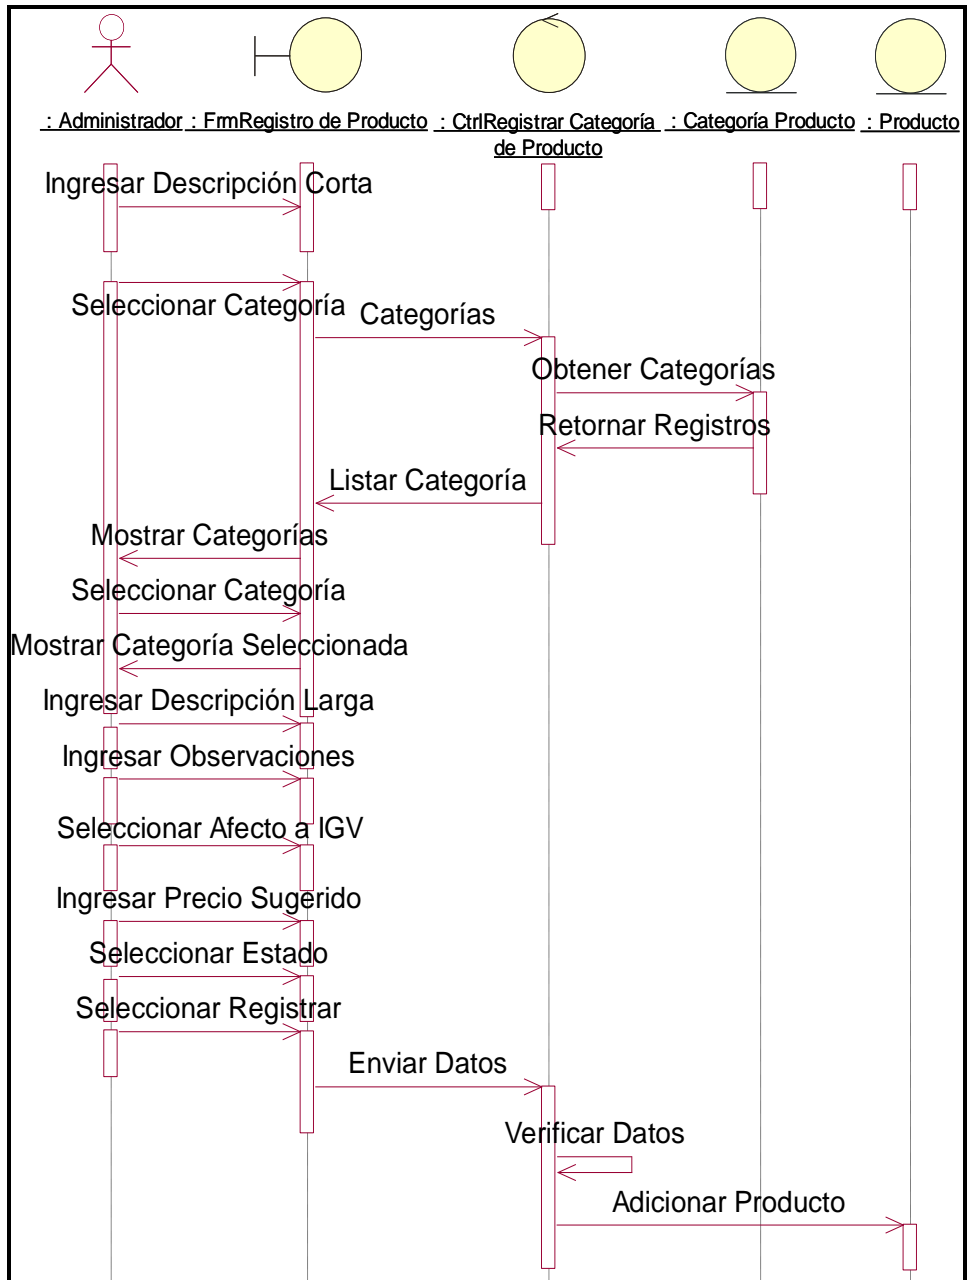 : Administrador : FrmRegistro de Producto : CtrlRegistrar Categoría : Categoría Producto : Producto
de Producto
Ingresar Descripción Corta
Seleccionar Categoría
Categorías
Obtener Categorías
Retornar Registros
Listar Categoría
Mostrar Categorías
Seleccionar Categoría
Mostrar Categoría Seleccionada
Ingresar Descripción Larga
Ingresar Observaciones
Seleccionar Afecto a IGV
Ingresar Precio Sugerido
Seleccionar Estado
Seleccionar Registrar
Enviar Datos
Verificar Datos
Adicionar Producto